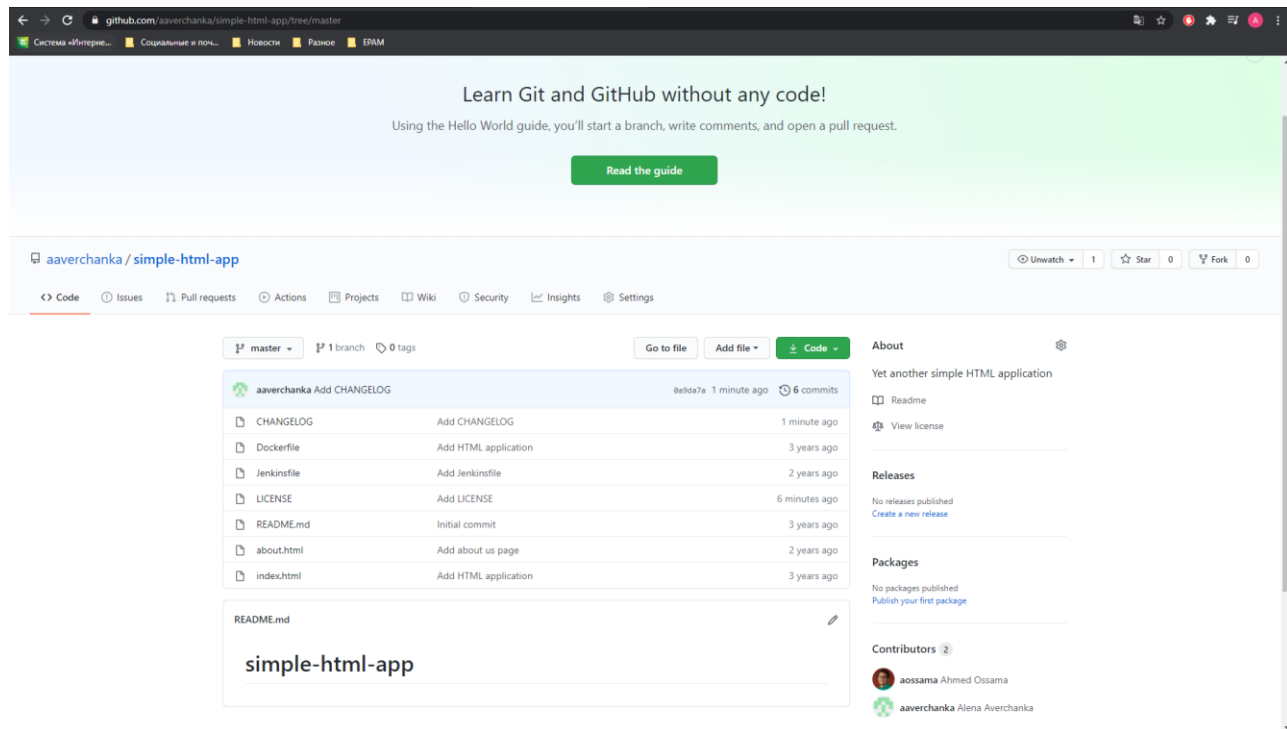 github.com/aaverchanka/simple-html-app/tree/master
A
Система «Интерне... Социальные и поч... Новости Разное EPAM
Learn Git and GitHub without any code!
Using the Hello World guide, you'll start a branch, write comments, and open a pull request.
Read the guide
aaverchanka / simple-html-app
Unwatch 1 Star 0 Fork 0
<> Code Issues Pull requests Actions Projects Wiki Security Insights Settings
master 1 branch 0 tags Go to file Add file Code
aaverchanka Add CHANGELOG 0a9da7a 1 minute ago 6 commits
CHANGELOG Add CHANGELOG 1 minute ago
Dockerfile Add HTML application 3 years ago
Jenkinsfile Add Jenkinsfile 2 years ago
LICENSE Add LICENSE 6 minutes ago
README.md Initial commit 3 years ago
about.html Add about us page 2 years ago
index.html Add HTML application 3 years ago
README.md
simple-html-app
About
Yet another simple HTML application
Readme
View license
Releases
No releases published
Create a new release
Packages
No packages published
Publish your first package
Contributors 2
aossama Ahmed Ossama
aaverchanka Alena Averchanka